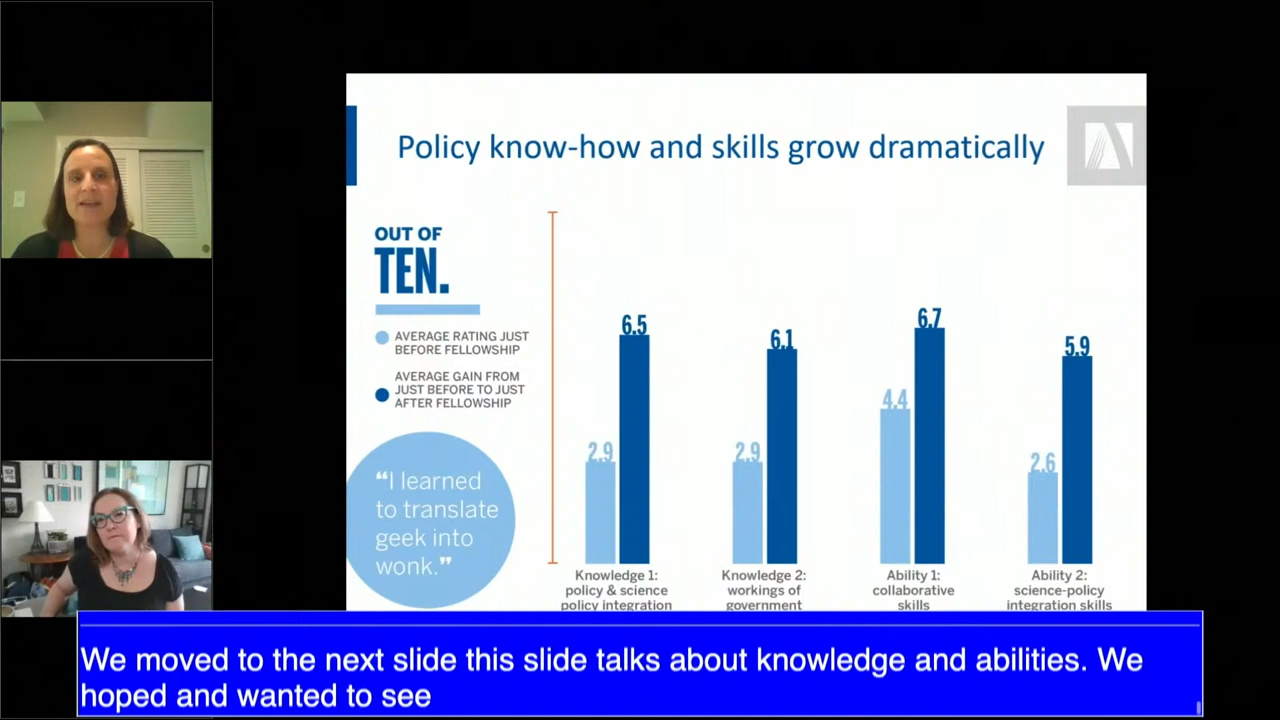 Policy know-how and skills grow dramatically
OUT OF
TEN.
AVERAGE RATING JUST
BEFORE FELLOWSHIP
AVERAGE GAIN FROM
JUST BEFORE TO JUST
AFTER FELLOWSHIP
“I learned
to translate
geek into
wonk.”
2.9
6.5
2.9
6.1
4.4
6.7
2.6
5.9
Knowledge 1:
policy & science
policy integration
Knowledge 2:
workings of
government
Ability 1:
collaborative
skills
Ability 2:
science-policy
integration skills
We moved to the next slide this slide talks about knowledge and abilities. We
hoped and wanted to see